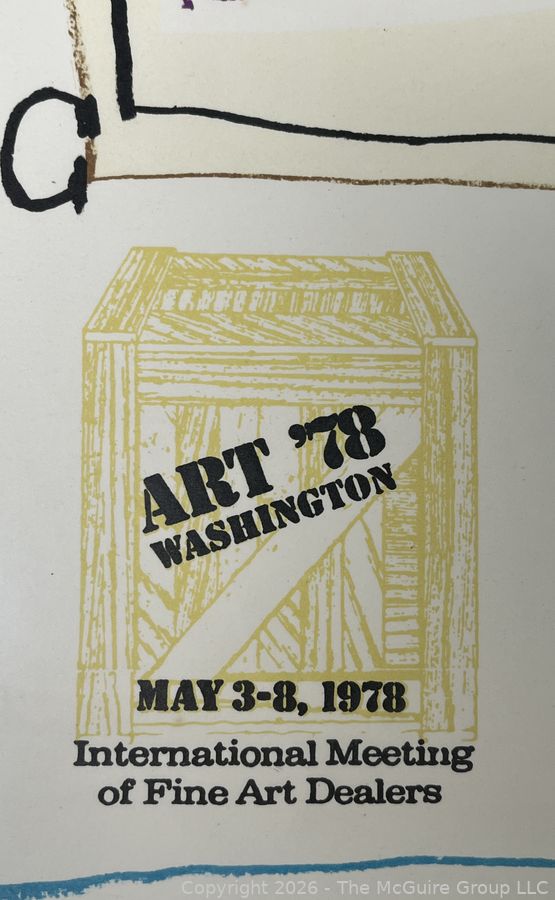 ART '78
WASHINGTON
MAY 3-8, 1978
International Meeting
of Fine Art Dealers
Copyright 2026 - The McGuire Group LLC